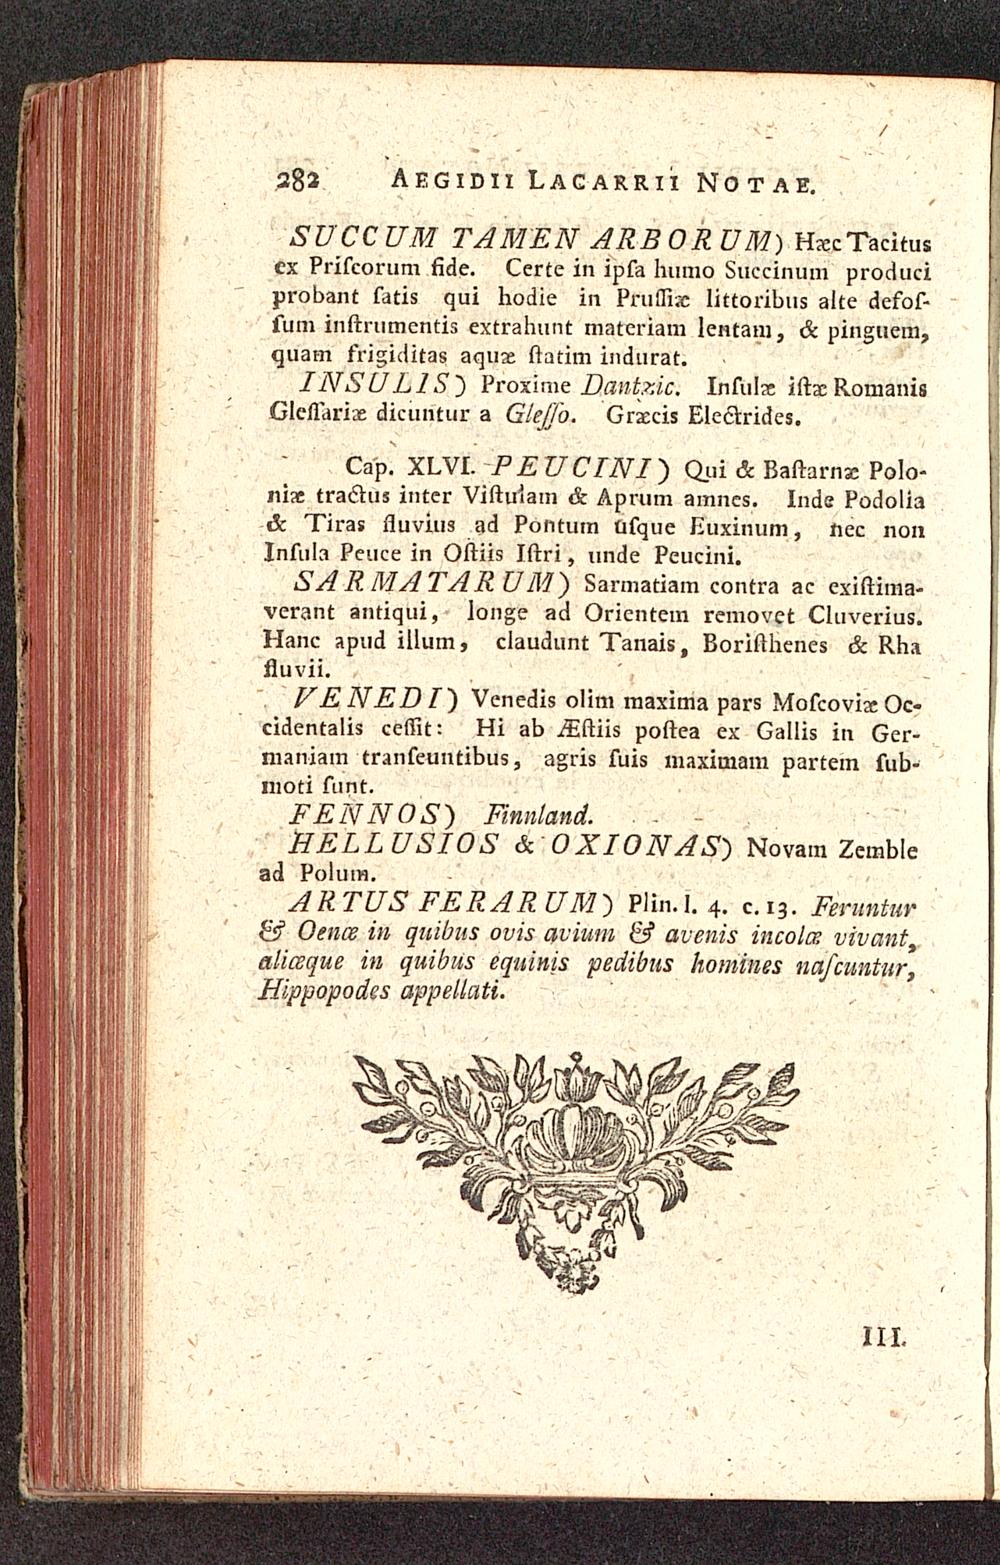 282 AEGIDII LACARRII NOTAE.
SUCCUM TAMEN ARBORUM) Hæc Tacitus
ex Priſcorum fide. Certe in ipſa humo Succinum produci
probant ſatis qui hodie in Pruſſiæ littoribus alte defoſ-
ſum inſtrumentis extrahunt materiam lentam, & pinguem,
quam frigiditas aquæ ſtatim indurat.
INSULIS) Proxime Dantzic. Inſulæ iſtæ Romanis
Gleſſariæ dicuntur a Gleſſo. Græcis Electrides.
Cap. XLVI. PEUCINI) Qui & Baſtarnæ Polo-
niæ tractus inter Viſtulam & Aprum amnes. Inde Podolia
& Tiras fluvius ad Pontum uſque Euxinum, nec non
Inſula Peuce in Oſtiis Iſtri, unde Peucini.
SARMATARUM) Sarmatiam contra ac exiſtima-
verant antiqui, longe ad Orientem removet Cluverius.
Hanc apud illum, claudunt Tanais, Boriſthenes & Rha
fluvii.
VENEDI) Venedis olim maxima pars Moſcoviæ Oc-
cidentalis ceſſit: Hi ab Æſtiis poſtea ex Gallis in Ger-
maniam tranſeuntibus, agris ſuis maximam partem ſub-
moti ſunt.
FENNOS) Finnland.
HELLUSIOS & OXIONAS) Novam Zemble
ad Polum.
ARTUS FERARUM) Plin. l. 4. c. 13. Feruntur
& Oenæ in quibus ovis avium & avenis incolæ vivant,
aliæque in quibus equinis pedibus homines naſcuntur,
Hippopodes appellati.
III.